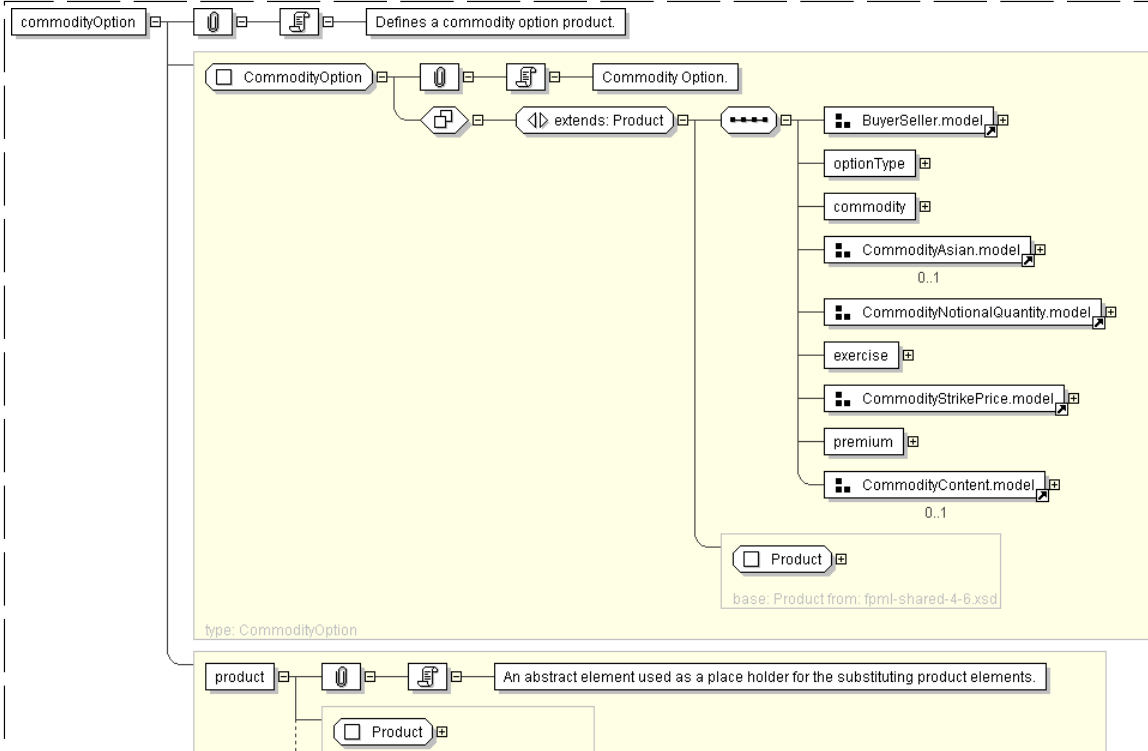 commodityOption
Defines a commodity option product.
CommodityOption
Commodity Option.
extends: Product
BuyerSeller.model
optionType
commodity
CommodityAsian.model
0..1
CommodityNotionalQuantity.model
exercise
CommodityStrikePrice.model
premium
CommodityContent.model
0..1
Product
base: Product from: fpml-shared-4-6.xsd
type: CommodityOption
product
An abstract element used as a place holder for the substituting product elements.
Product